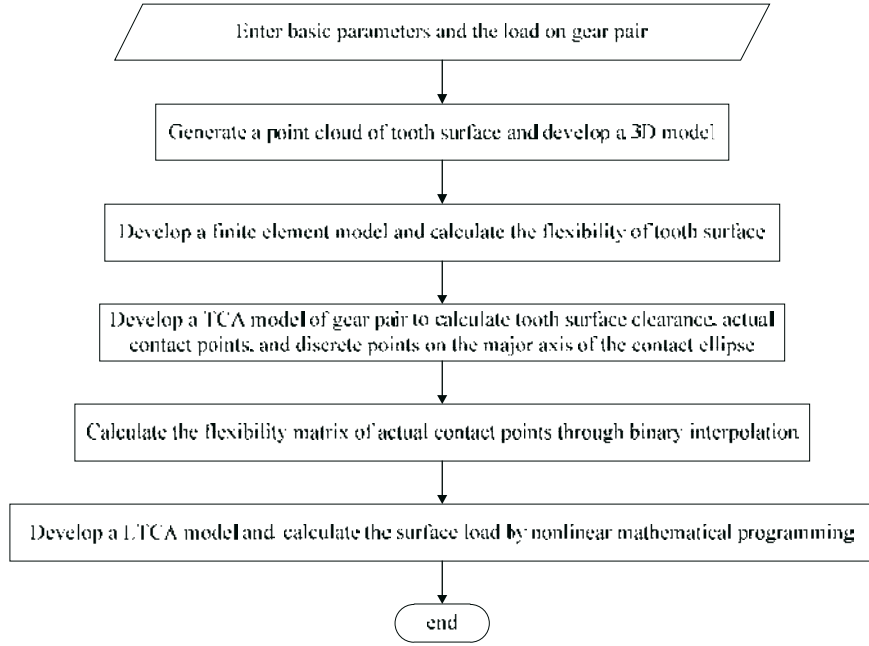 Enter basic parameters and the load on gear pair
Generate a point cloud of tooth surface and develop a 3D model
Develop a finite element model and calculate the flexibility of tooth surface
Develop a TCA model of gear pair to calculate tooth surface clearance, actual
contact points, and discrete points on the major axis of the contact ellipse
Calculate the flexibility matrix of actual contact points through binary interpolation
Develop a LTCA model and calculate the surface load by nonlinear mathematical programming
end